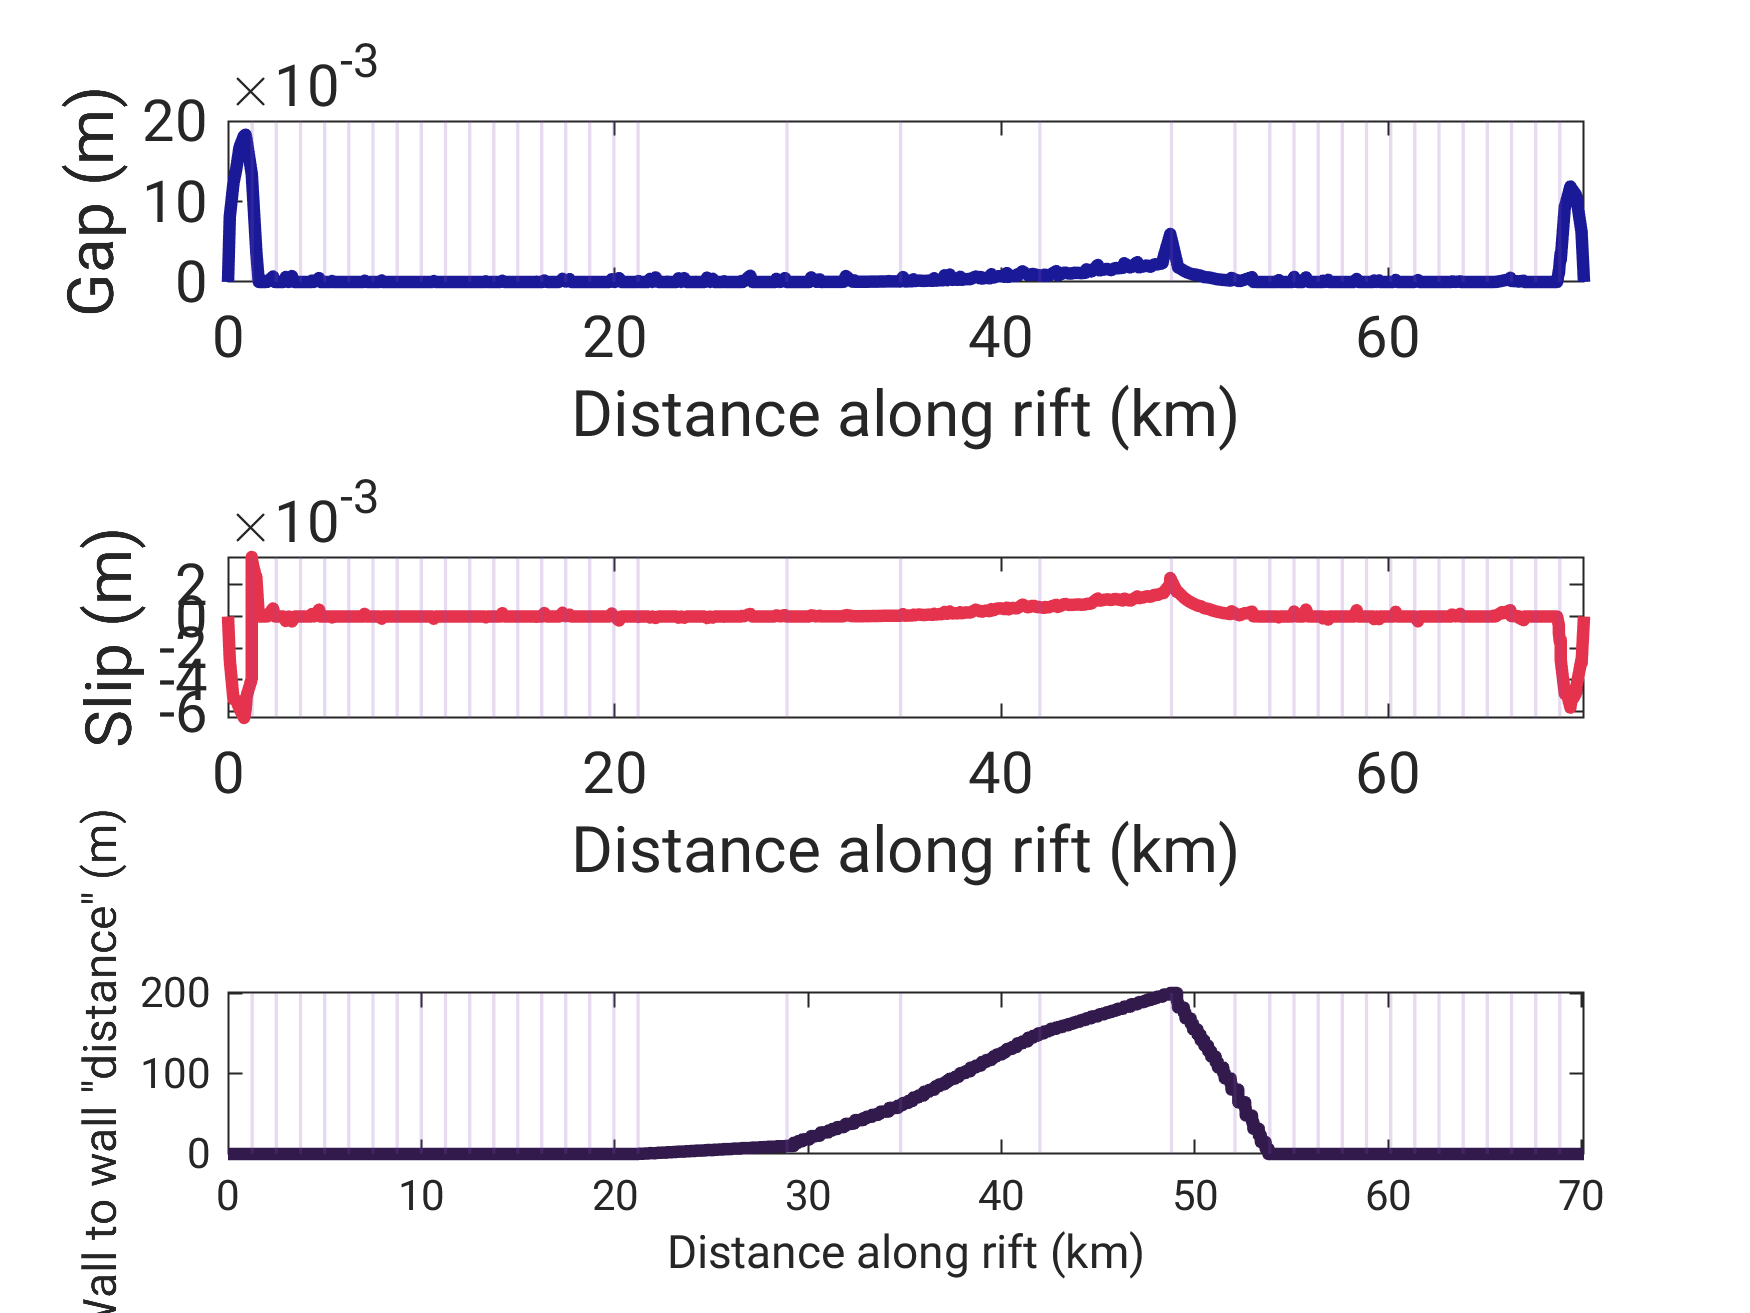 ×10-3
Gap (m)
20
10
0
0 20 40 60
Distance along rift (km)
×10-3
Slip (m)
2
0
-2
-4
-6
0 20 40 60
Distance along rift (km)
to wall "distance" (m)
200
100
0
0 10 20 30 40 50 60 70
Distance along rift (km)